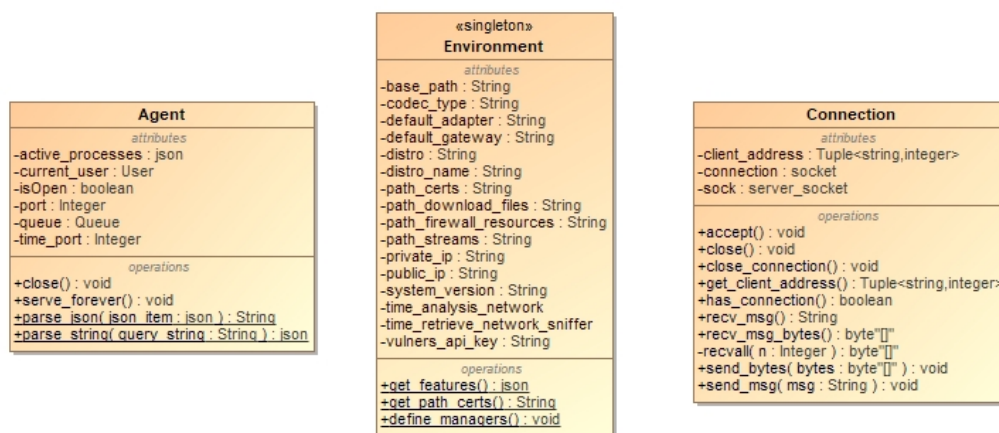 Agent
attributes
-active_processes : json
-current_user : User
-isOpen : boolean
-port : Integer
-queue : Queue
-time_port : Integer
operations
+close() : void
+serve_forever() : void
+parse_json( json_item : json ) : String
+parse_string( query_string : String ) : json
«singleton»
Environment
attributes
-base_path : String
-codec_type : String
-default_adapter : String
-default_gateway : String
-distro : String
-distro_name : String
-path_certs : String
-path_download_files : String
-path_firewall_resources : String
-path_streams : String
-private_ip : String
-public_ip : String
-system_version : String
-time_analysis_network
-time_retrieve_network_sniffer
-vulners_api_key : String
operations
+get_features() : json
+get_path_certs() : String
+define_managers() : void
Connection
attributes
-client_address : Tuple<string,integer>
-connection : socket
-sock : server_socket
operations
+accept() : void
+close() : void
+close_connection() : void
+get_client_address() : Tuple<string,integer>
+has_connection() : boolean
+recv_msg() : String
+recv_msg_bytes() : byte"[]"
-recvall( n : Integer ) : byte"[]"
+send_bytes( bytes : byte"[]" ) : void
+send_msg( msg : String ) : void